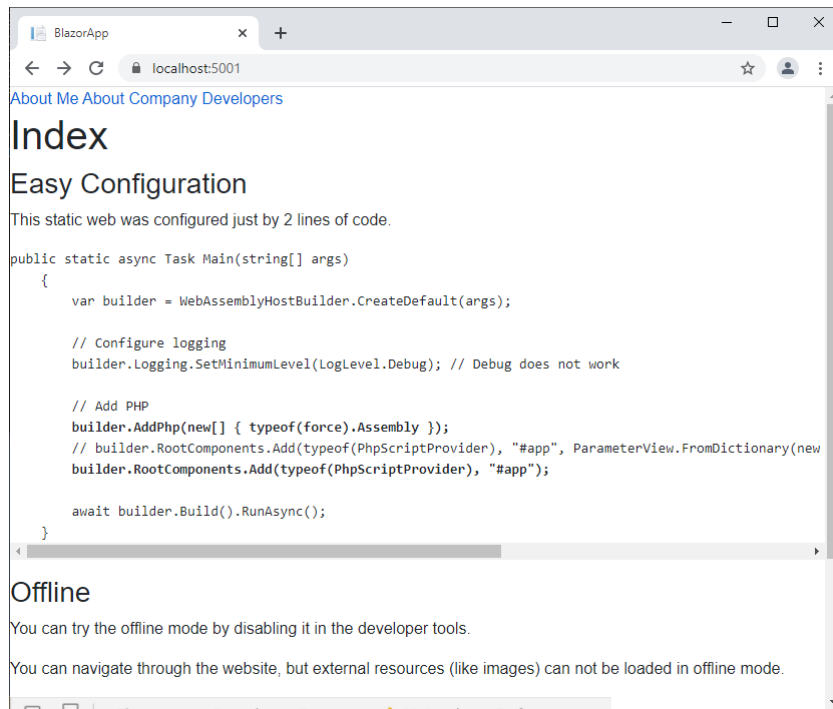 BlazorApp
localhost:5001
About Me About Company Developers
Index
Easy Configuration
This static web was configured just by 2 lines of code.
public static async Task Main(string[] args)
{
var builder = WebAssemblyHostBuilder.CreateDefault(args);
// Configure logging
builder.Logging.SetMinimumLevel(LogLevel.Debug); // Debug does not work
// Add PHP
builder.AddPhp(new[] { typeof(force).Assembly });
// builder.RootComponents.Add(typeof(PhpScriptProvider), "#app", ParameterView.FromDictionary(new
builder.RootComponents.Add(typeof(PhpScriptProvider), "#app");
await builder.Build().RunAsync();
}
Offline
You can try the offline mode by disabling it in the developer tools.
You can navigate through the website, but external resources (like images) can not be loaded in offline mode.